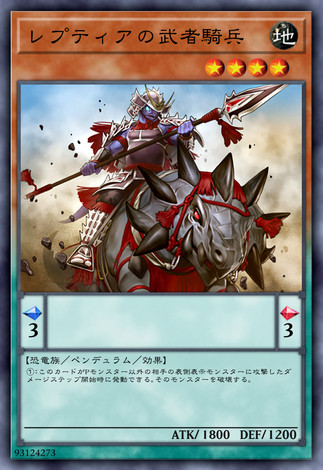 レプティアの武者騎兵
地
3
3
【恐竜族／ペンデュラム／効果】
①:このカードがPモンスター以外の相手の表側表示モンスターに攻撃したダ
メージステップ開始時に発動できる。そのモンスターを破壊する。
ATK/1800 DEF/1200
93124273